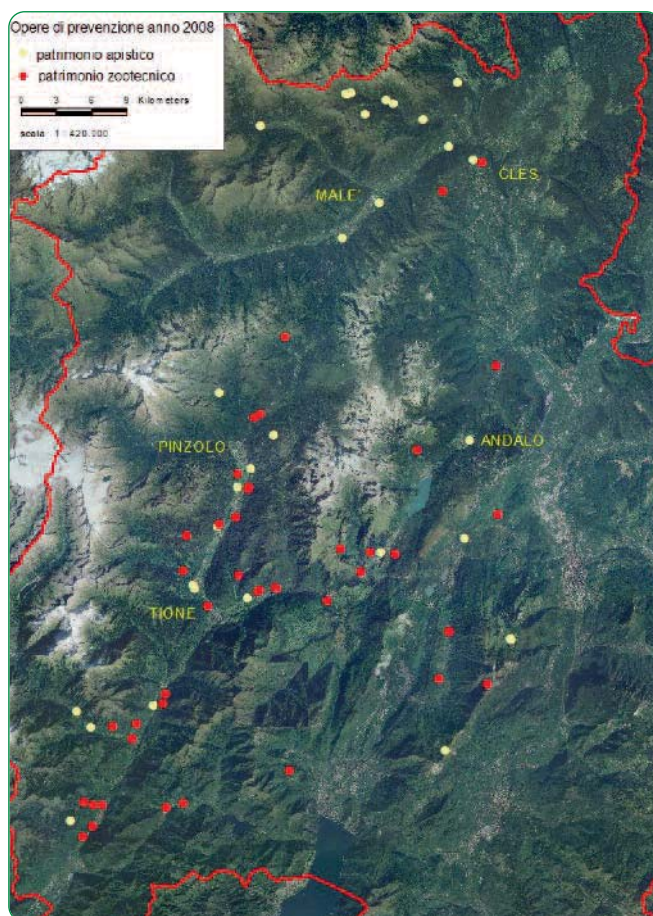 Opere di prevenzione anno 2008
patrimonio apistico
patrimonio zootecnico
0 3 6 9 Kilometers
scala 1 : 420.000
MALE'
CLES
PINZOLO
ANDALO
TIONE